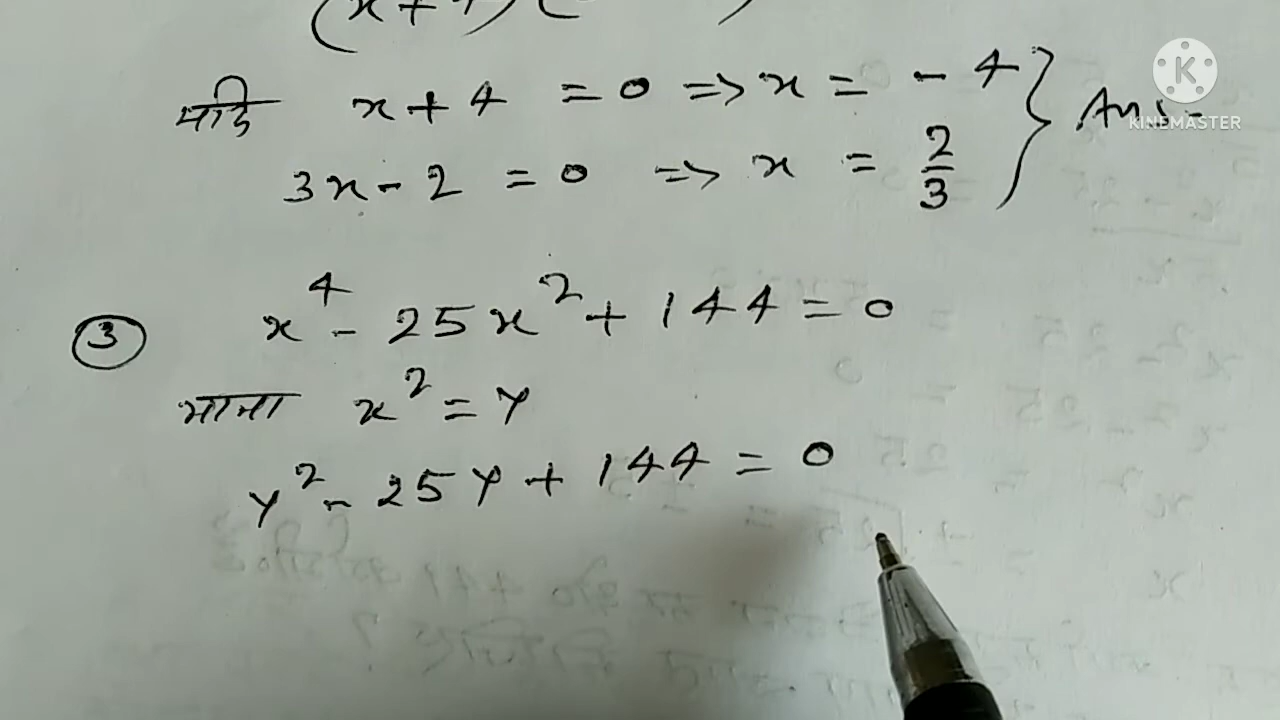 (x+4)(
यदि x + 4 = 0 => x = - 4
3x - 2 = 0 => x = 2/3 } Ans-
KINEMASTER
③ x⁴ - 25x² + 144 = 0
माना x² = y
y² - 25y + 144 = 0